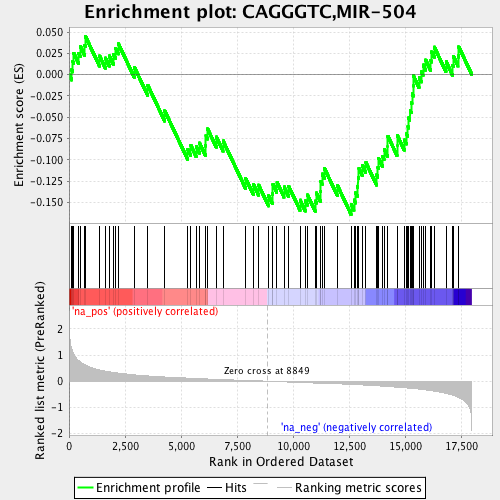 Enrichment plot: CAGGGTC,MIR-504
Enrichment score (ES)
0.050
0.025
0.000
-0.025
-0.050
-0.075
-0.100
-0.125
-0.150
'na_pos' (positively correlated)
Ranked list metric (PreRanked)
2
1
0
-1
-2
Zero cross at 8849
'na_neg' (negatively correlated)
0
2,500
5,000
7,500
10,000
12,500
15,000
17,500
Rank in Ordered Dataset
Enrichment profile
Hits
Ranking metric scores